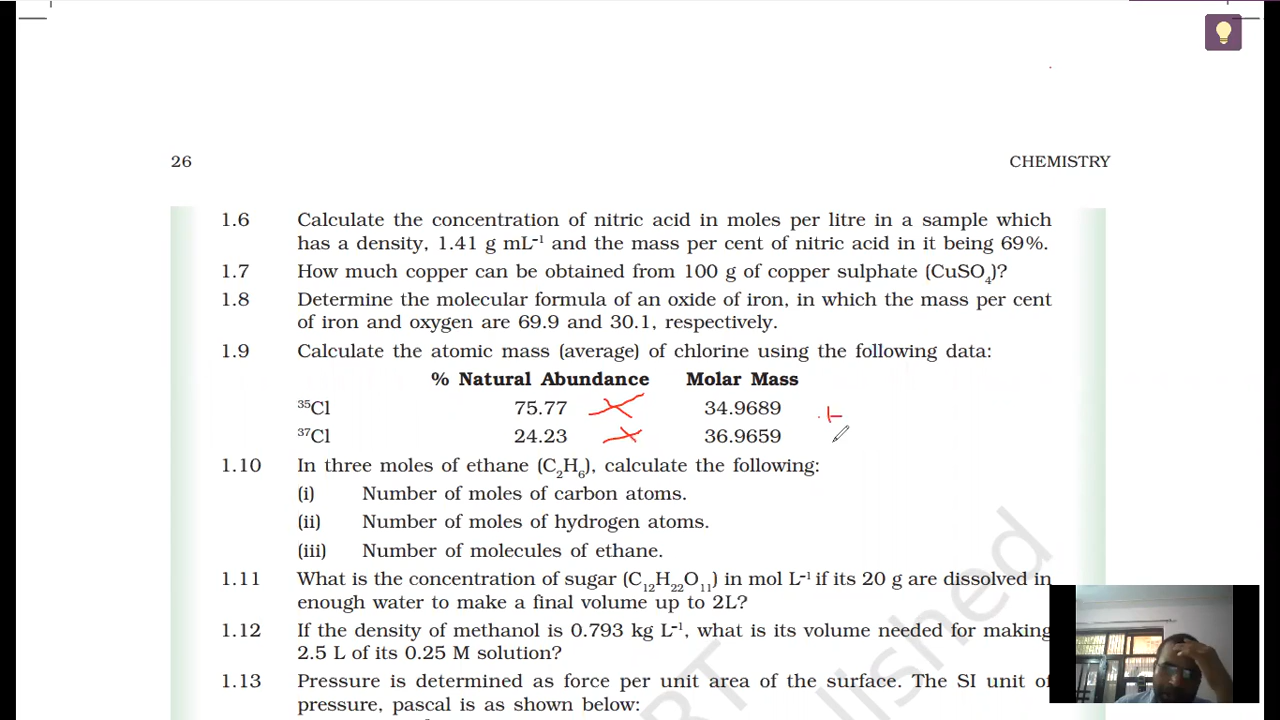 26
CHEMISTRY
1.6 Calculate the concentration of nitric acid in moles per litre in a sample which
has a density, 1.41 g mL⁻¹ and the mass per cent of nitric acid in it being 69%.
1.7 How much copper can be obtained from 100 g of copper sulphate (CuSO₄)?
1.8 Determine the molecular formula of an oxide of iron, in which the mass per cent
of iron and oxygen are 69.9 and 30.1, respectively.
1.9 Calculate the atomic mass (average) of chlorine using the following data:
% Natural Abundance Molar Mass
³⁵Cl 75.77 × 34.9689 +
³⁷Cl 24.23 × 36.9659
1.10 In three moles of ethane (C₂H₆), calculate the following:
(i) Number of moles of carbon atoms.
(ii) Number of moles of hydrogen atoms.
(iii) Number of molecules of ethane.
1.11 What is the concentration of sugar (C₁₂H₂₂O₁₁) in mol L⁻¹ if its 20 g are dissolved in
enough water to make a final volume up to 2L?
1.12 If the density of methanol is 0.793 kg L⁻¹, what is its volume needed for making
2.5 L of its 0.25 M solution?
1.13 Pressure is determined as force per unit area of the surface. The SI unit of
pressure, pascal is as shown below: